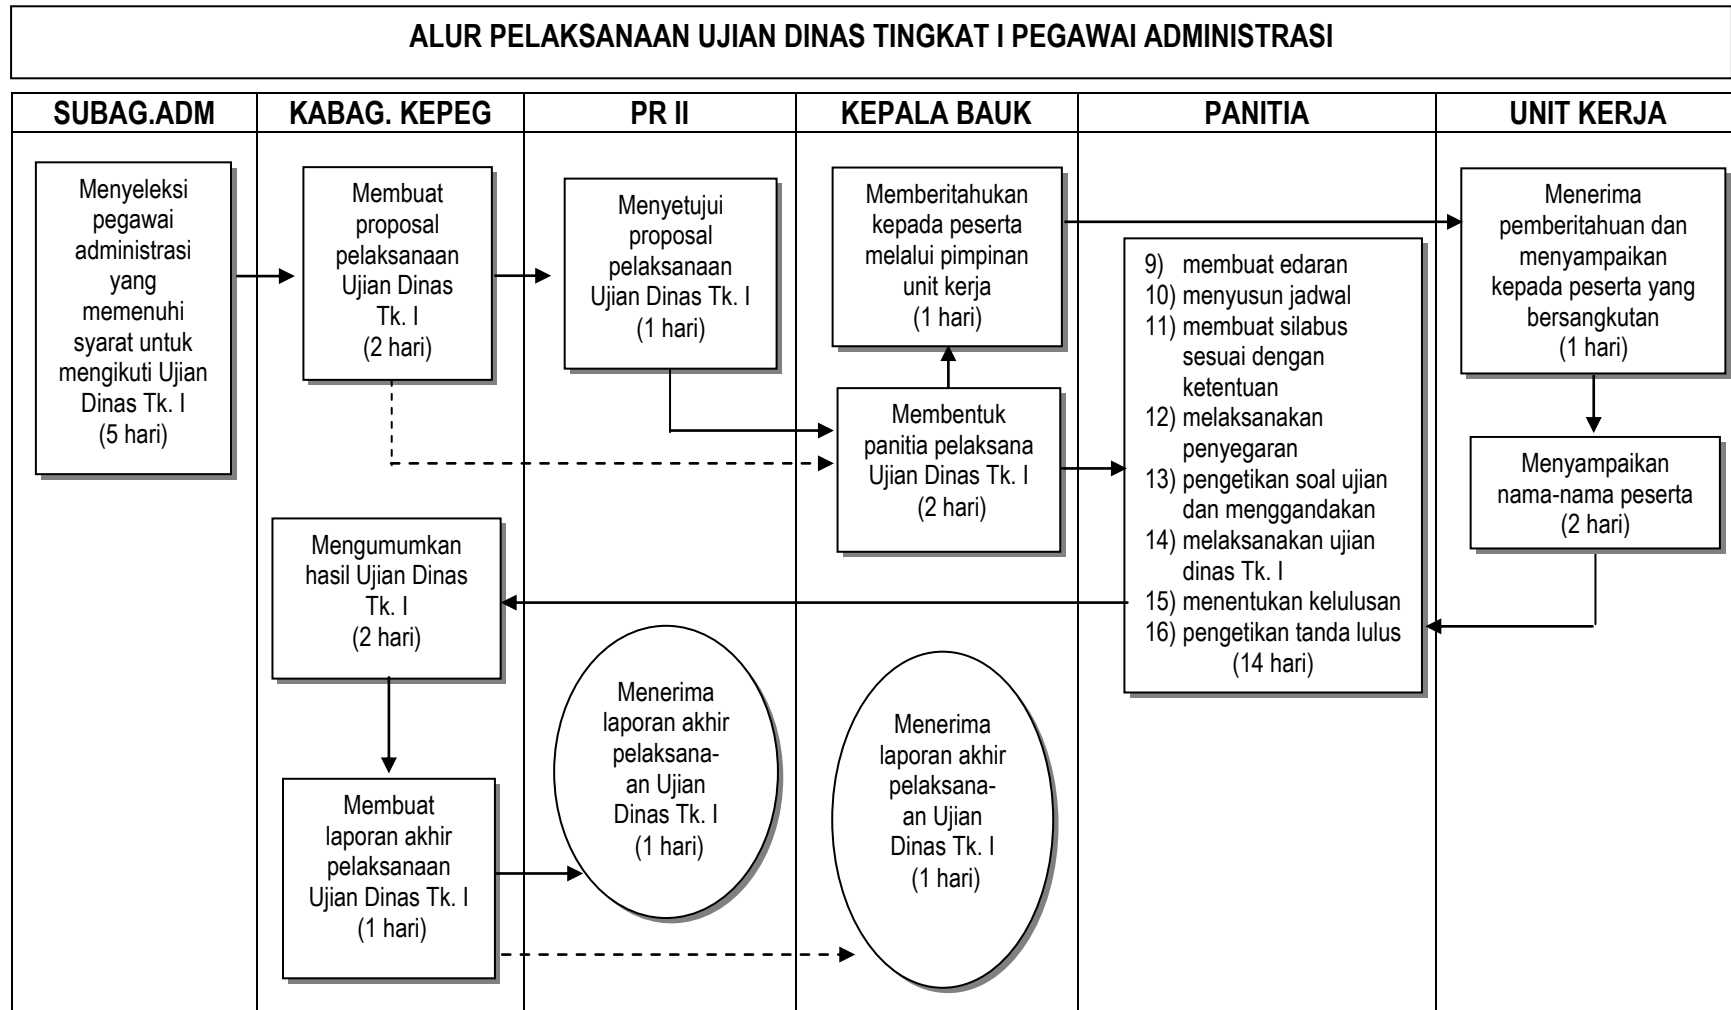 ALUR PELAKSANAAN UJIAN DINAS TINGKAT I PEGAWAI ADMINISTRASI
SUBAG.ADM
KABAG. KEPEG
PR II
KEPALA BAUK
PANITIA
UNIT KERJA
Menyeleksi
pegawai
administrasi
yang
memenuhi
syarat untuk
mengikuti Ujian
Dinas Tk. I
(5 hari)
Membuat
proposal
pelaksanaan
Ujian Dinas
Tk. I
(2 hari)
Menyetujui
proposal
pelaksanaan
Ujian Dinas Tk. I
(1 hari)
Memberitahukan
kepada peserta
melalui pimpinan
unit kerja
(1 hari)
Membentuk
panitia pelaksana
Ujian Dinas Tk. I
(2 hari)
9) membuat edaran
10) menyusun jadwal
11) membuat silabus
sesuai dengan
ketentuan
12) melaksanakan
penyegaran
13) pengetikan soal ujian
dan menggandakan
14) melaksanakan ujian
dinas Tk. I
15) menentukan kelulusan
16) pengetikan tanda lulus
(14 hari)
Menerima
pemberitahuan dan
menyampaikan
kepada peserta yang
bersangkutan
(1 hari)
Menyampaikan
nama-nama peserta
(2 hari)
Mengumumkan
hasil Ujian Dinas
Tk. I
(2 hari)
Membuat
laporan akhir
pelaksanaan
Ujian Dinas Tk. I
(1 hari)
Menerima
laporan akhir
pelaksana-
an Ujian
Dinas Tk. I
(1 hari)
Menerima
laporan akhir
pelaksana-
an Ujian
Dinas Tk. I
(1 hari)